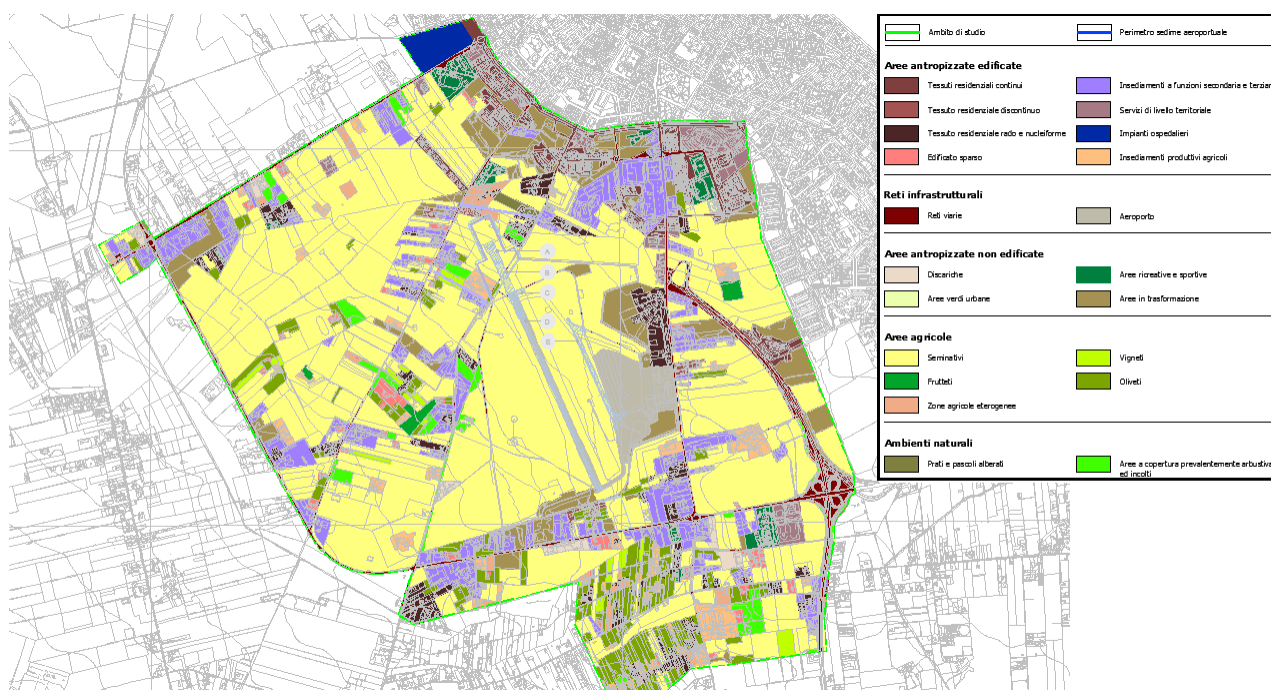 Ambito di studio
Perimetro sedime aeroportuale
Aree antropizzate edificate
Tessuti residenziali continui
Insediamenti a funzioni secondaria e terziar
Tessuto residenziale discontinuo
Servizi di livello territoriale
Tessuto residenziale rado e nucleiforme
Impianti ospedalieri
Edificato sparso
Insediamenti produttivi agricoli
Reti infrastrutturali
Reti viarie
Aeroporto
Aree antropizzate non edificate
Discariche
Aree ricreative e sportive
Aree verdi urbane
Aree in trasformazione
Aree agricole
Seminativi
Vigneti
Frutteti
Oliveti
Zone agricole eterogenee
Ambienti naturali
Prati e pascoli alberati
Aree a copertura prevalentemente arbustiva
ed incolti
A
B
C
D